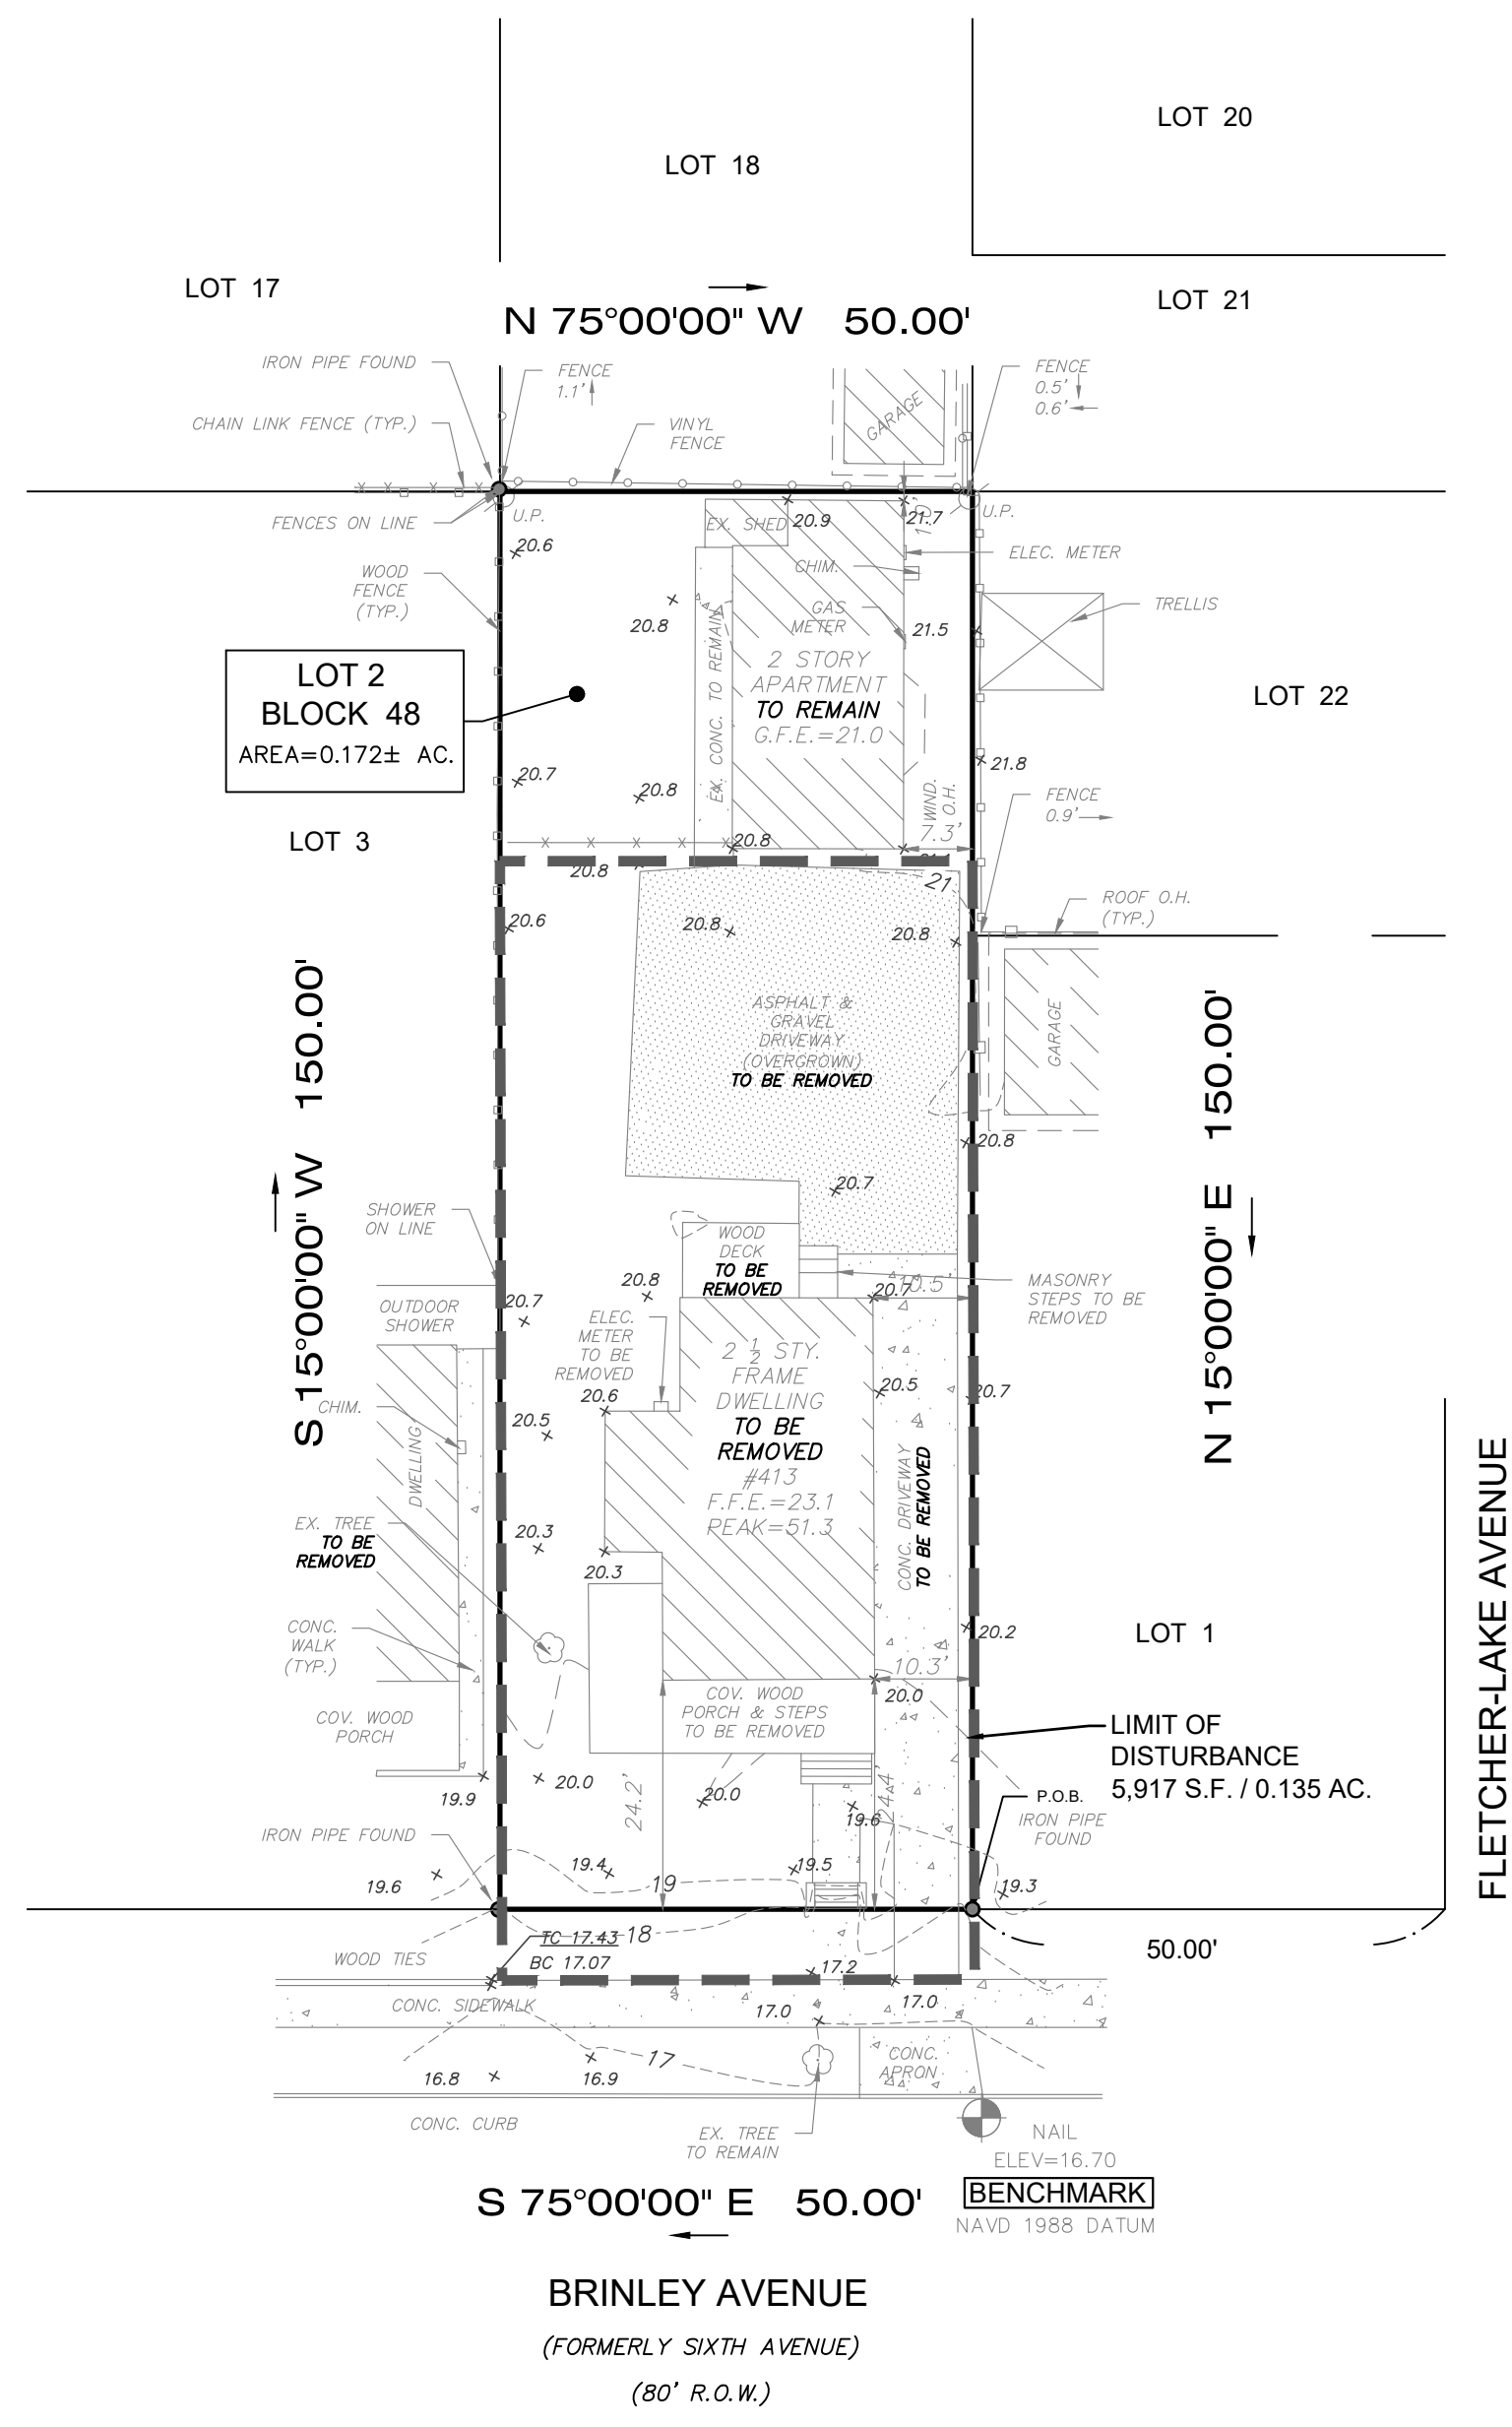 LOT 20
LOT 18
LOT 17
LOT 21
N 75°00'00" W 50.00'
IRON PIPE FOUND
FENCE
1.1'
FENCE
0.5'
0.6'
GARAGE
CHAIN LINK FENCE (TYP.)
VINYL
FENCE
FENCES ON LINE
U.P.
EX. SHED
20.9
21.7
1.0'
U.P.
20.6
CHIM.
ELEC. METER
WOOD
FENCE
(TYP.)
20.8
GAS
METER
21.5
TRELLIS
EX. CONC. TO REMAIN
2 STORY
APARTMENT
TO REMAIN
G.F.E.=21.0
LOT 2
BLOCK 48
AREA=0.172± AC.
LOT 22
20.7
20.8
21.8
WIND.
O.H.
FENCE
0.9'
LOT 3
20.8
7.3'
20.8
21
ROOF O.H.
(TYP.)
20.6
20.8
20.8
S 15°00'00" W 150.00'
N 15°00'00" E 150.00'
ASPHALT &
GRAVEL
DRIVEWAY
(OVERGROWN)
TO BE REMOVED
GARAGE
20.8
20.7
SHOWER
ON LINE
WOOD
DECK
TO BE
REMOVED
20.8
20.7
10.5'
MASONRY
STEPS TO BE
REMOVED
OUTDOOR
SHOWER
20.7
ELEC.
METER
TO BE
REMOVED
2 1/2 STY.
FRAME
DWELLING
TO BE
REMOVED
#413
F.F.E.=23.1
PEAK=51.3
20.6
20.5
20.7
CHIM.
20.5
DWELLING
CONC. DRIVEWAY
TO BE REMOVED
EX. TREE
TO BE
REMOVED
20.3
20.3
FLETCHER-LAKE AVENUE
CONC.
WALK
(TYP.)
20.2
LOT 1
10.3'
20.0
COV. WOOD
PORCH & STEPS
TO BE REMOVED
COV. WOOD
PORCH
LIMIT OF
DISTURBANCE
5,917 S.F. / 0.135 AC.
20.0
20.0
24.2'
24.4'
19.9
19.6
P.O.B.
IRON PIPE
FOUND
IRON PIPE FOUND
19.4
19.5
19.6
19
19.3
TC 17.43
18
BC 17.07
WOOD TIES
50.00'
17.2
CONC. SIDEWALK
17.0
17.0
17
CONC.
APRON
16.8
16.9
CONC. CURB
EX. TREE
TO REMAIN
NAIL
ELEV=16.70
BENCHMARK
NAVD 1988 DATUM
S 75°00'00" E 50.00'
BRINLEY AVENUE
(FORMERLY SIXTH AVENUE)
(80' R.O.W.)